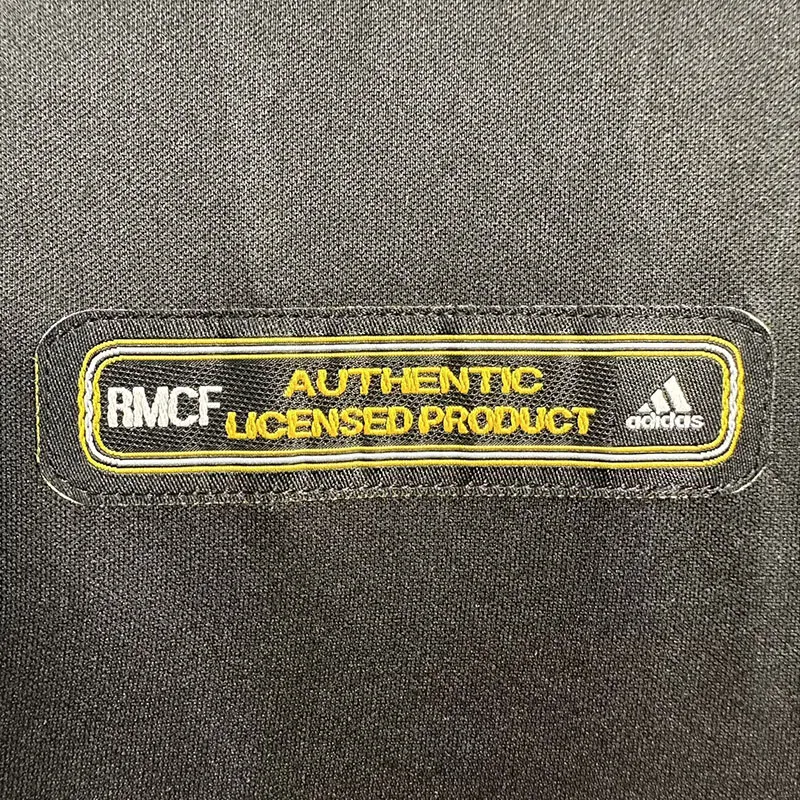 RMCF
AUTHENTIC
LICENSED PRODUCT
adidas